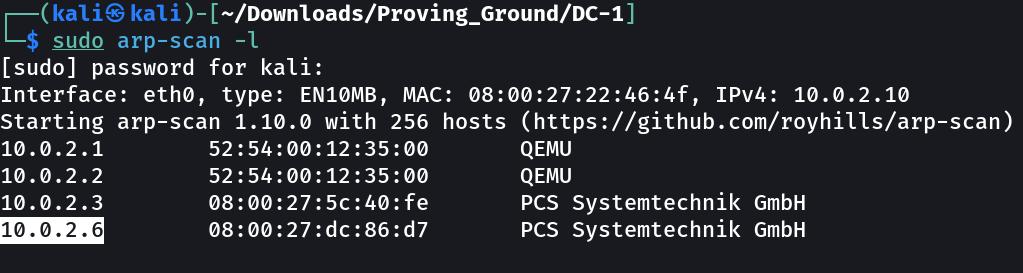 ┌──(kali㉿kali)-[~/Downloads/Proving_Ground/DC-1]
└─$ sudo arp-scan -l
[sudo] password for kali:
Interface: eth0, type: EN10MB, MAC: 08:00:27:22:46:4f, IPv4: 10.0.2.10
Starting arp-scan 1.10.0 with 256 hosts (https://github.com/royhills/arp-scan)
10.0.2.1        52:54:00:12:35:00       QEMU
10.0.2.2        52:54:00:12:35:00       QEMU
10.0.2.3        08:00:27:5c:40:fe       PCS Systemtechnik GmbH
10.0.2.6        08:00:27:dc:86:d7       PCS Systemtechnik GmbH